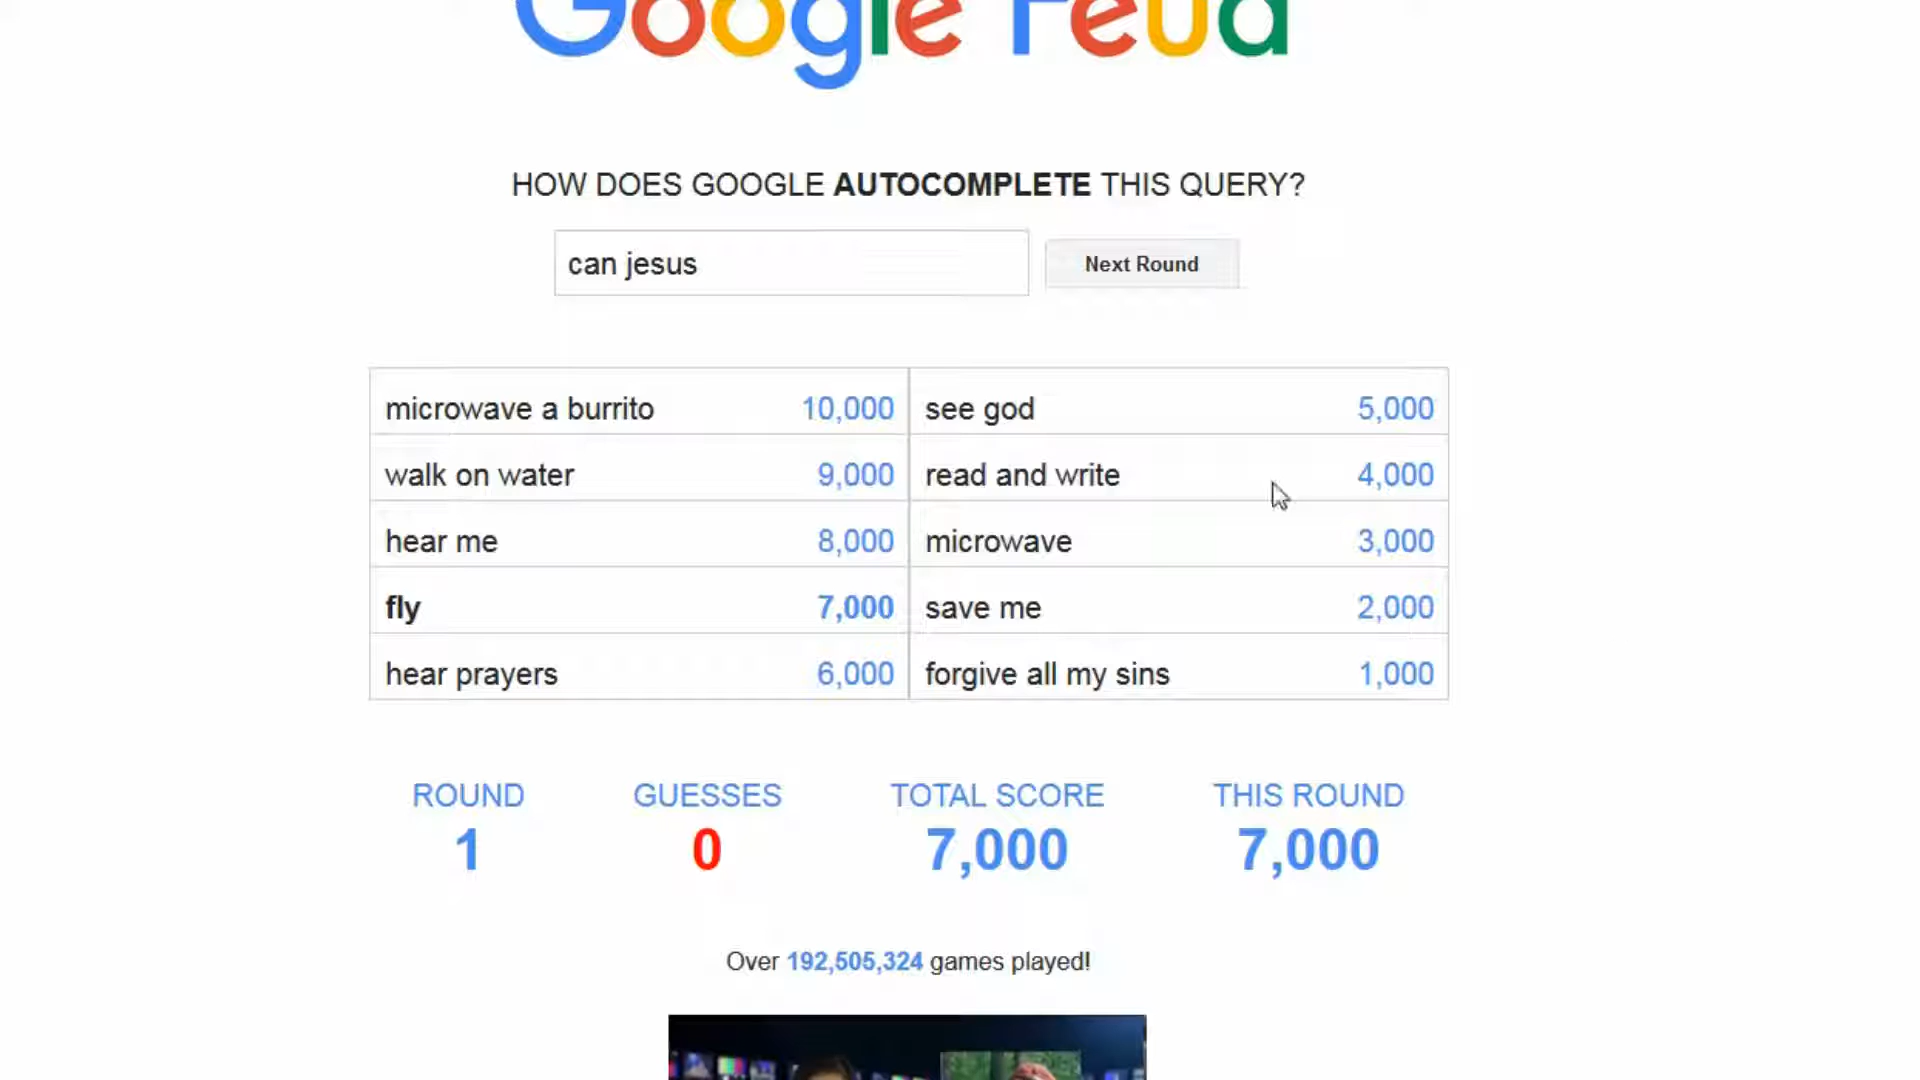 Google Feud
HOW DOES GOOGLE AUTOCOMPLETE THIS QUERY?
can jesus Next Round
microwave a burrito 10,000 see god 5,000
walk on water 9,000 read and write 4,000
hear me 8,000 microwave 3,000
fly 7,000 save me 2,000
hear prayers 6,000 forgive all my sins 1,000
ROUND GUESSES TOTAL SCORE THIS ROUND
1 0 7,000 7,000
Over 192,505,324 games played!